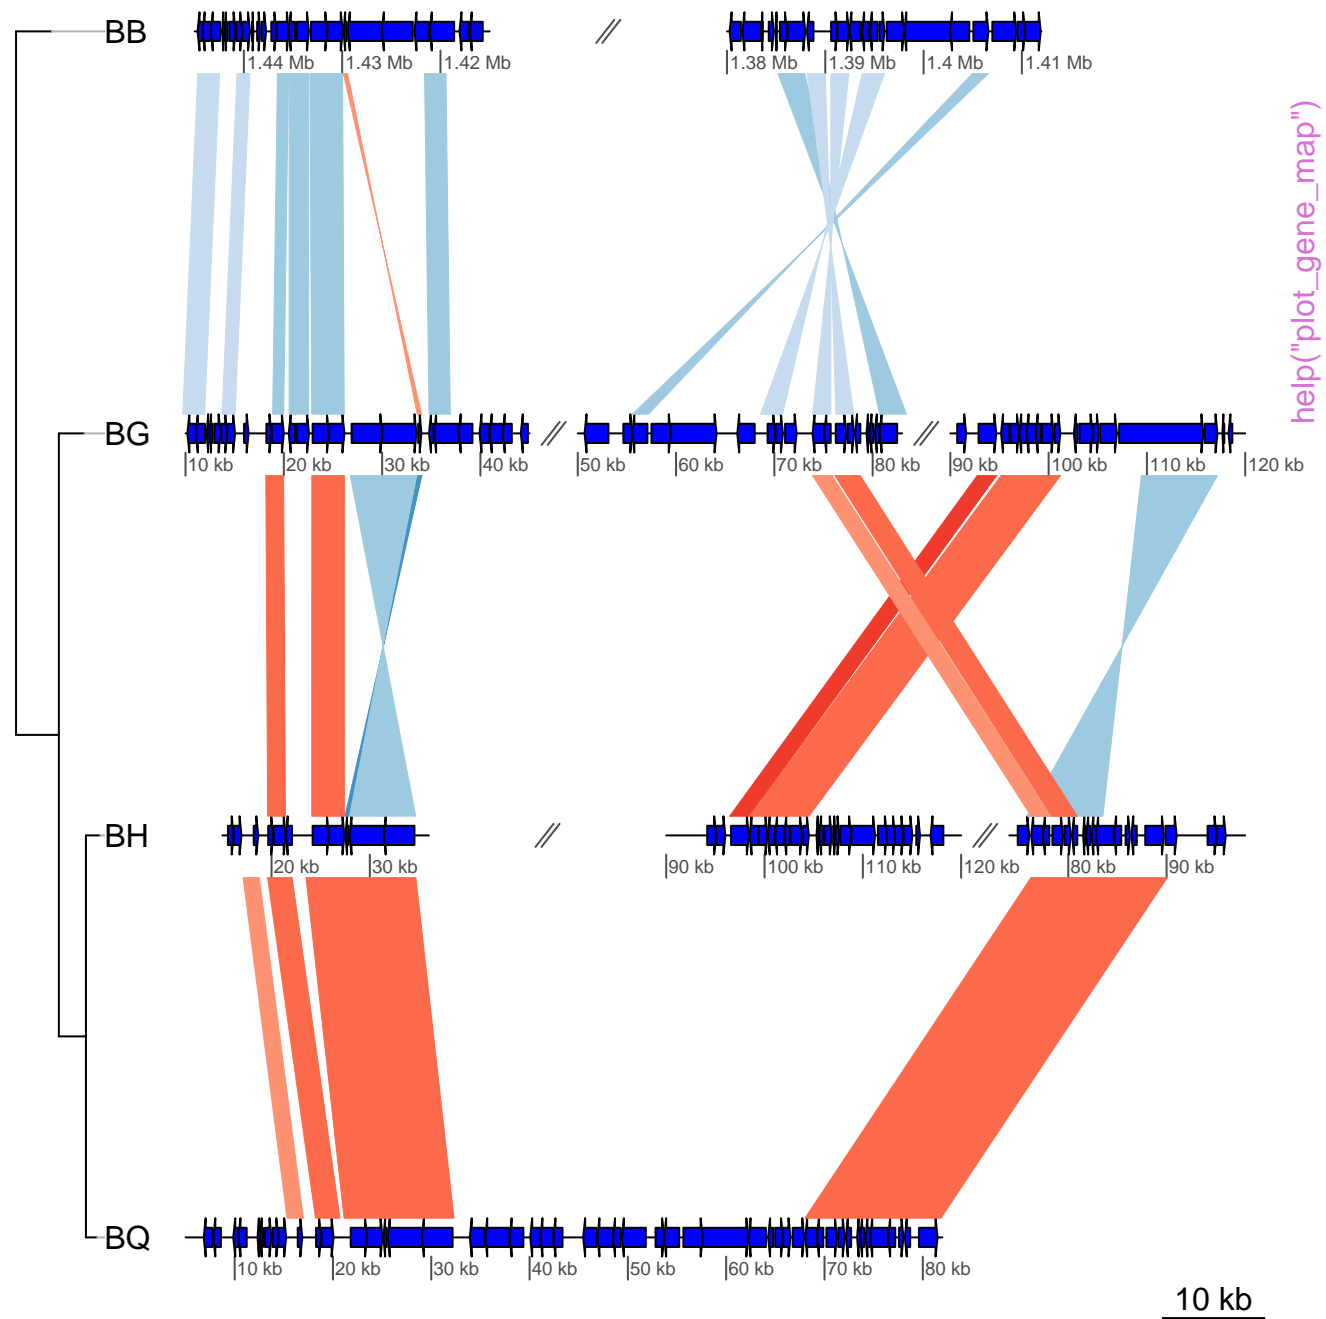 BB
1.44 Mb 1.43 Mb 1.42 Mb 1.38 Mb 1.39 Mb 1.4 Mb 1.41 Mb
help("plot_gene_map")
BG
10 kb 20 kb 30 kb 40 kb 50 kb 60 kb 70 kb 80 kb 90 kb 100 kb 110 kb 120 kb
BH
20 kb 30 kb 90 kb 100 kb 110 kb 120 kb 80 kb 90 kb
BQ
10 kb 20 kb 30 kb 40 kb 50 kb 60 kb 70 kb 80 kb
10 kb